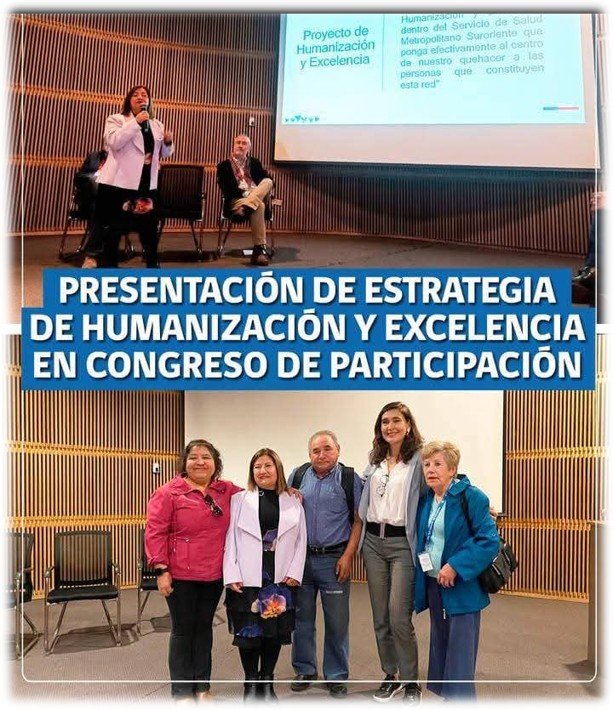 Proyecto de
Humanización
y Excelencia
Humanización y
dentro del Servicio de Salud
Metropolitano Suroriente que
ponga efectivamente al centro
de nuestro quehacer a las
personas que constituyen
esta red"
PRESENTACIÓN DE ESTRATEGIA
DE HUMANIZACIÓN Y EXCELENCIA
EN CONGRESO DE PARTICIPACIÓN